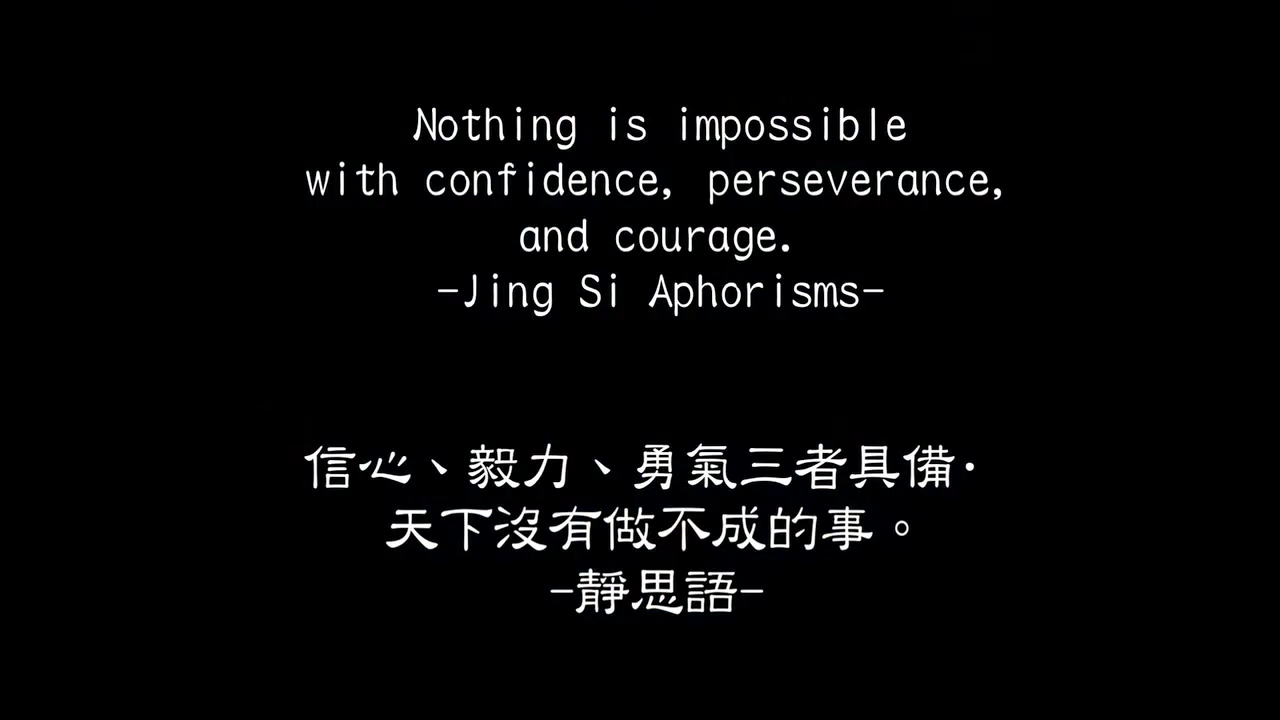 Nothing is impossible
with confidence, perseverance,
and courage.
-Jing Si Aphorisms-
信心、毅力、勇氣三者具備·
天下沒有做不成的事。
-靜思語-